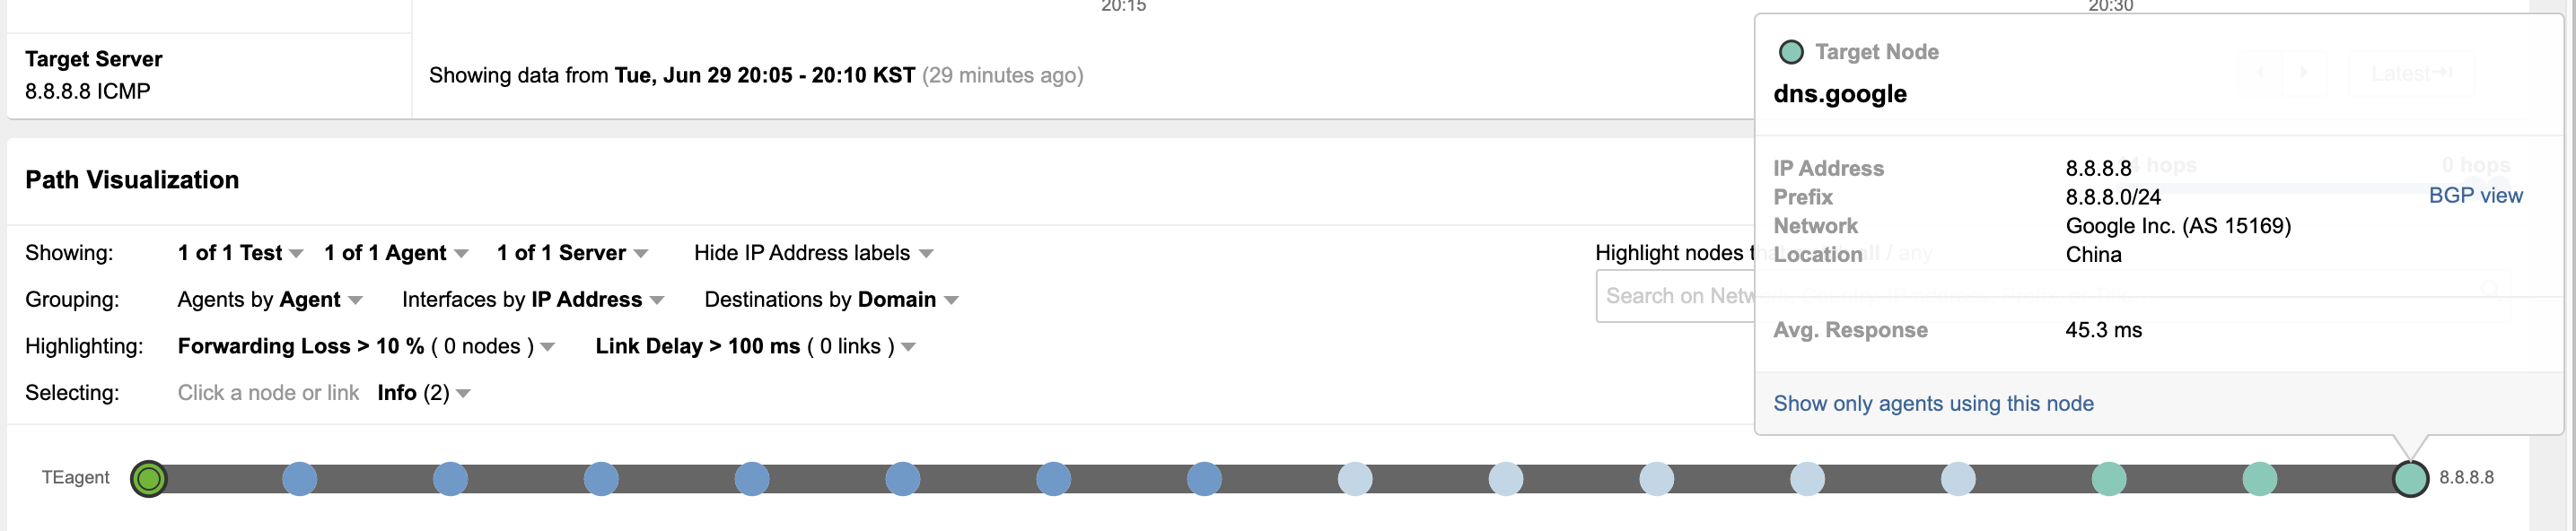 20:15
20:30
Target Server
8.8.8.8 ICMP
Showing data from Tue, Jun 29 20:05 - 20:10 KST (29 minutes ago)
Latest
Target Node
dns.google
IP Address 8.8.8.8
Prefix 8.8.8.0/24 BGP view
Network Google Inc. (AS 15169)
Location China
Avg. Response 45.3 ms
Show only agents using this node
hops
0 hops
Path Visualization
Showing: 1 of 1 Test 1 of 1 Agent 1 of 1 Server Hide IP Address labels
Grouping: Agents by Agent Interfaces by IP Address Destinations by Domain
Highlighting: Forwarding Loss > 10 % ( 0 nodes ) Link Delay > 100 ms ( 0 links )
Selecting: Click a node or link Info (2)
Highlight nodes / any
Search on
TEagent
8.8.8.8